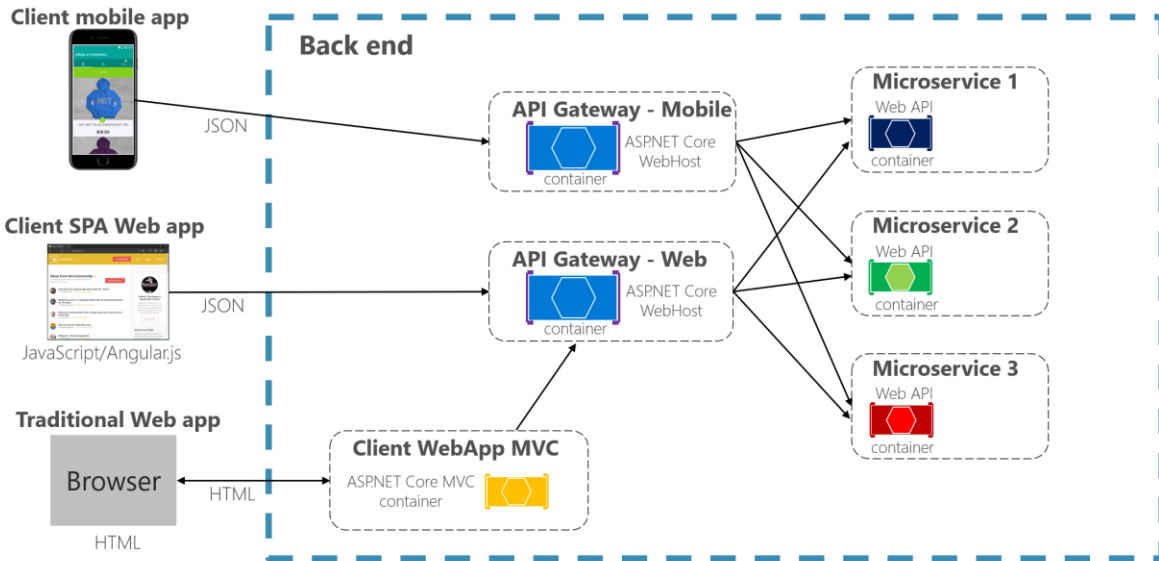 Client mobile app
JSON
Client SPA Web app
JSON
JavaScript/Angular.js
Traditional Web app
Browser
HTML
HTML
Back end
API Gateway - Mobile
ASP.NET Core
WebHost
container
API Gateway - Web
ASP.NET Core
WebHost
container
Client WebApp MVC
ASP.NET Core MVC
container
Microservice 1
Web API
container
Microservice 2
Web API
container
Microservice 3
Web API
container